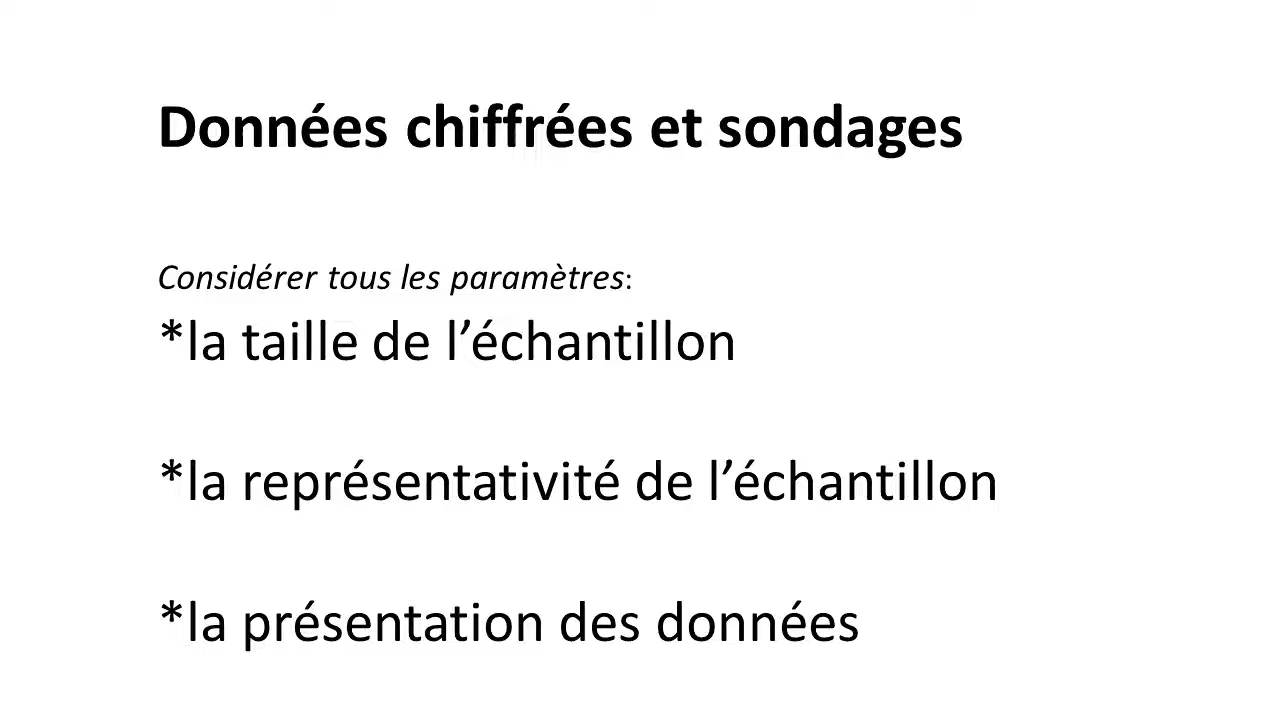 Données chiffrées et sondages
Considérer tous les paramètres:
*la taille de l’échantillon
*la représentativité de l’échantillon
*la présentation des données